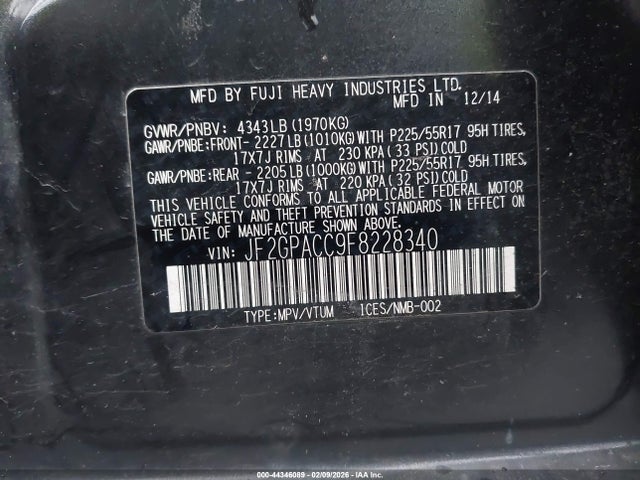 MFD BY FUJI HEAVY INDUSTRIES LTD.
MFD IN 12/14
GVWR/PNBV: 4343LB(1970KG)
GAWR/PNBE:FRONT- 2227LB(1010KG)WITH P225/55R17 95H TIRES,
17X7J RIMS AT 230 KPA(33 PSI)COLD
GAWR/PNBE:REAR - 2205LB(1000KG)WITH P225/55R17 95H TIRES,
17X7J RIMS AT 220 KPA(32 PSI)COLD
THIS VEHICLE CONFORMS TO ALL APPLICABLE FEDERAL MOTOR
VEHICLE SAFETY AND THEFT PREVENTION STANDARDS IN EFFECT
ON THE DATE OF MANUFACTURE SHOWN ABOVE.
VIN: JF2GPACC9F8228340
TYPE:MPV/VTUM ICES/NMB-002
000-44346089 - 02/09/2026 - IAA Inc.